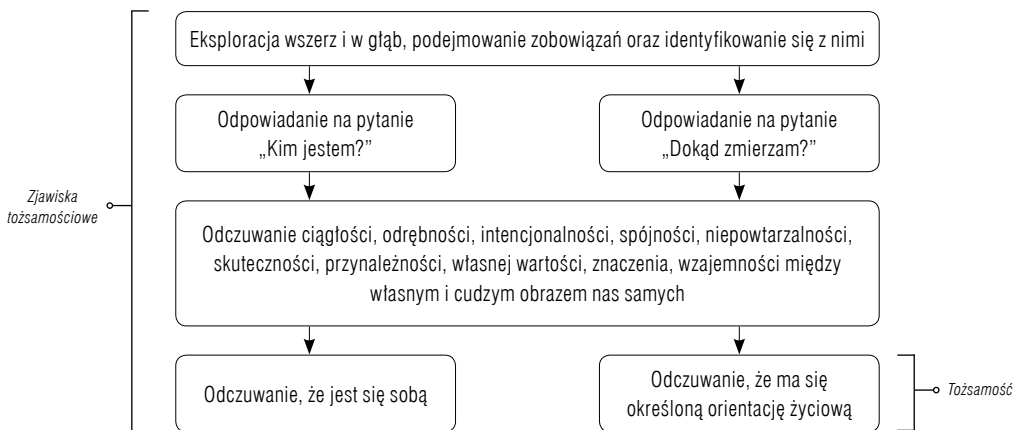 Eksploracja wszerz i w głąb, podejmowanie zobowiązań oraz identyfikowanie się z nimi
Odpowiadanie na pytanie
„Kim jestem?”
Odpowiadanie na pytanie
„Dokąd zmierzam?”
Zjawiska
tożsamościowe
Odczuwanie ciągłości, odrębności, intencjonalności, spójności, niepowtarzalności,
skuteczności, przynależności, własnej wartości, znaczenia, wzajemności między
własnym i cudzym obrazem nas samych
Odczuwanie, że jest się sobą
Odczuwanie, że ma się
określoną orientację życiową
Tożsamość